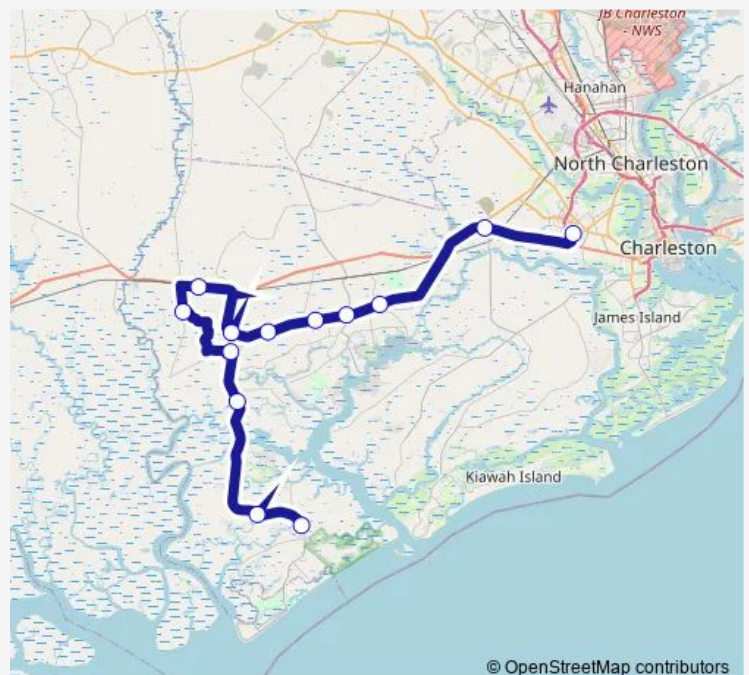 JB Charleston
- NWS
Hanahan
North Charleston
Charleston
James Island
Kiawah Island
© OpenStreetMap contributors